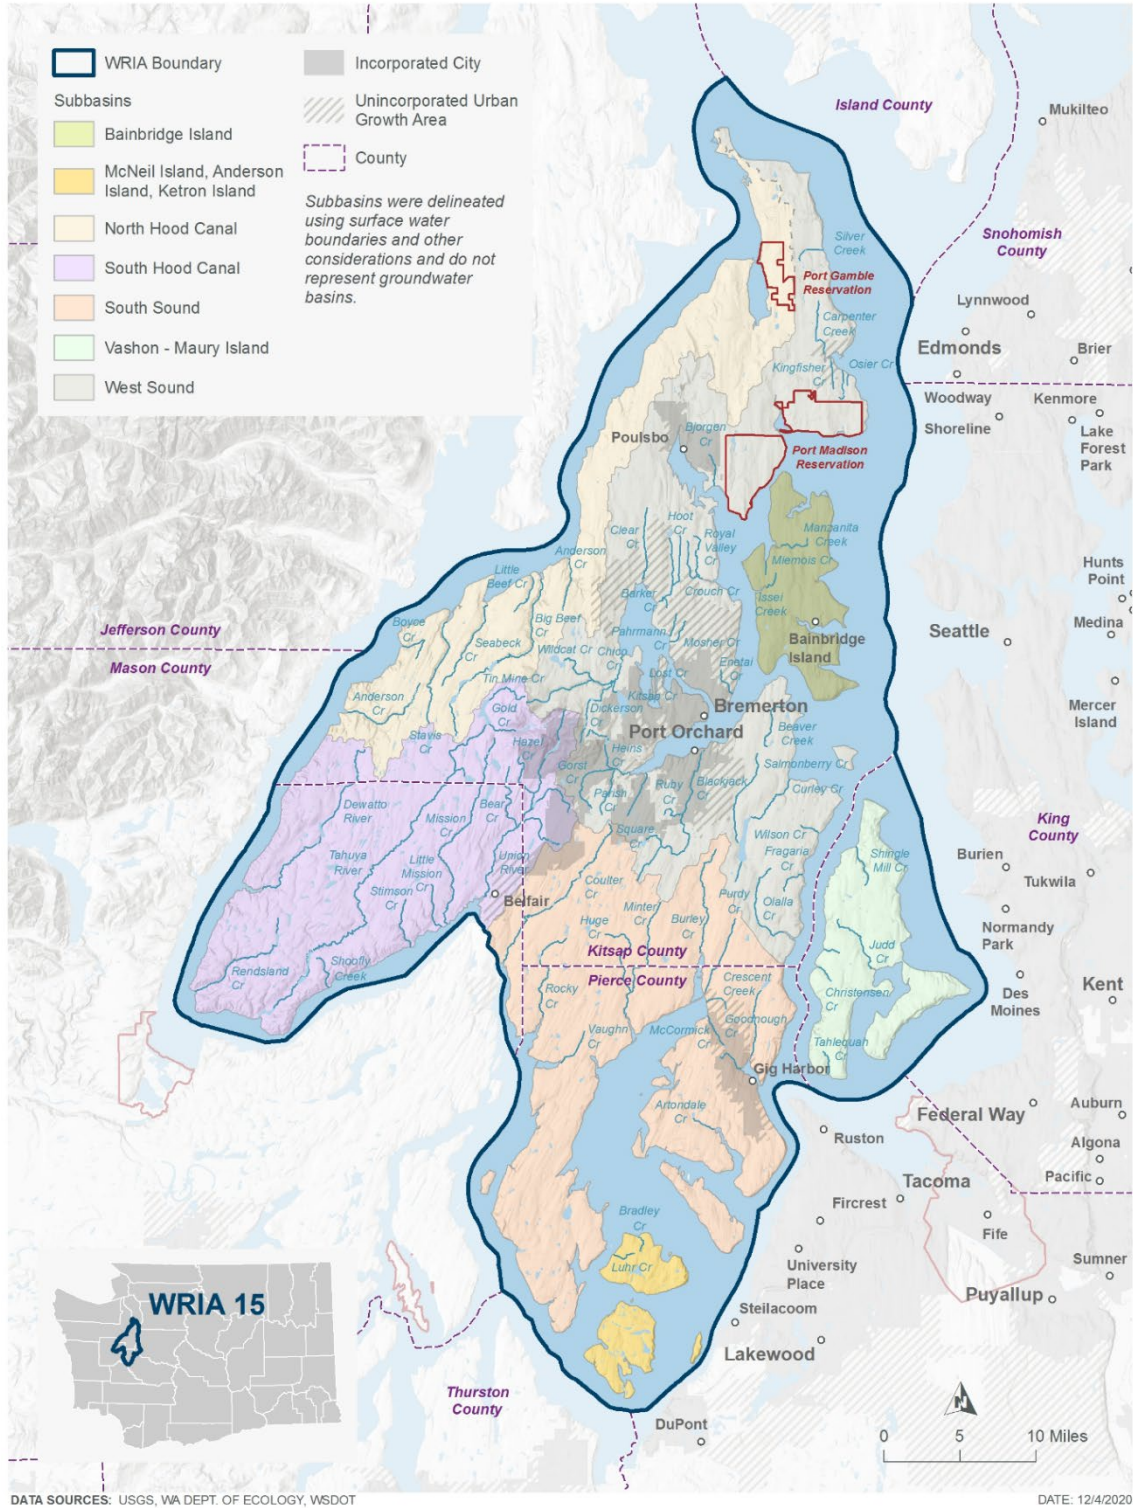 WRIA Boundary
Subbasins
Bainbridge Island
McNeil Island, Anderson
Island, Ketron Island
North Hood Canal
South Hood Canal
South Sound
Vashon - Maury Island
West Sound
Incorporated City
Unincorporated Urban
Growth Area
County
Subbasins were delineated
using surface water
boundaries and other
considerations and do not
represent groundwater
basins.
Island County
Mukilteo
Snohomish
County
Silver
Creek
Port Gamble
Reservation
Lynnwood
Carpenter
Creek
Edmonds
Brier
Kingfisher
Cr
Osier Cr
Woodway
Kenmore
Shoreline
Lake
Forest
Park
Poulsbo
Bjorgen
Cr
Port Madison
Reservation
Hoot
Cr
Clear
Cr
Royal
Valley
Cr
Manzanita
Creek
Anderson
Cr
Miemois Cr
Little
Beef Cr
Hunts
Point
Barker
Cr
Crouch Cr
Issei
Creek
Medina
Boyce
Cr
Big Beef
Cr
Pahrmann
Cr
Mosher Cr
Bainbridge
Island
Seattle
Jefferson County
Mason County
Seabeck
Cr
Wildcat Cr
Chico
Cr
Enetai
Cr
Lost Cr
Tin Mine Cr
Kitsap Cr
Mercer
Island
Anderson
Cr
Gold
Cr
Dickerson
Cr
Bremerton
Port Orchard
Beaver
Creek
Stavis
Cr
Hazel
Cr
Heins
Cr
Gorst
Cr
Salmonberry Cr
Parish
Cr
Ruby
Cr
Blackjack
Cr
Curley Cr
Dewatto
River
Mission
Cr
Bear
Cr
Square
Cr
Wilson Cr
King
County
Tahuya
River
Little
Mission
Cr
Union
River
Fragaria
Cr
Shingle
Mill Cr
Burien
Tukwila
Stimson
Cr
Belfair
Coulter
Cr
Huge
Cr
Minter
Cr
Burley
Cr
Purdy
Cr
Olalla
Cr
Normandy
Park
Judd
Cr
Kitsap County
Pierce County
Rendsland
Cr
Shoofly
Creek
Rocky
Cr
Crescent
Creek
Christensen
Cr
Des
Moines
Kent
Vaughn
Cr
McCormick
Cr
Goodnough
Cr
Tahlequah
Cr
Gig Harbor
Artondale
Cr
Federal Way
Auburn
Ruston
Algona
Pacific
Tacoma
Fircrest
Fife
Bradley
Cr
Luhr Cr
University
Place
Sumner
Puyallup
Steilacoom
Lakewood
WRIA 15
Thurston
County
DuPont
N
0 5 10 Miles
DATA SOURCES: USGS, WA DEPT. OF ECOLOGY, WSDOT
DATE: 12/4/2020